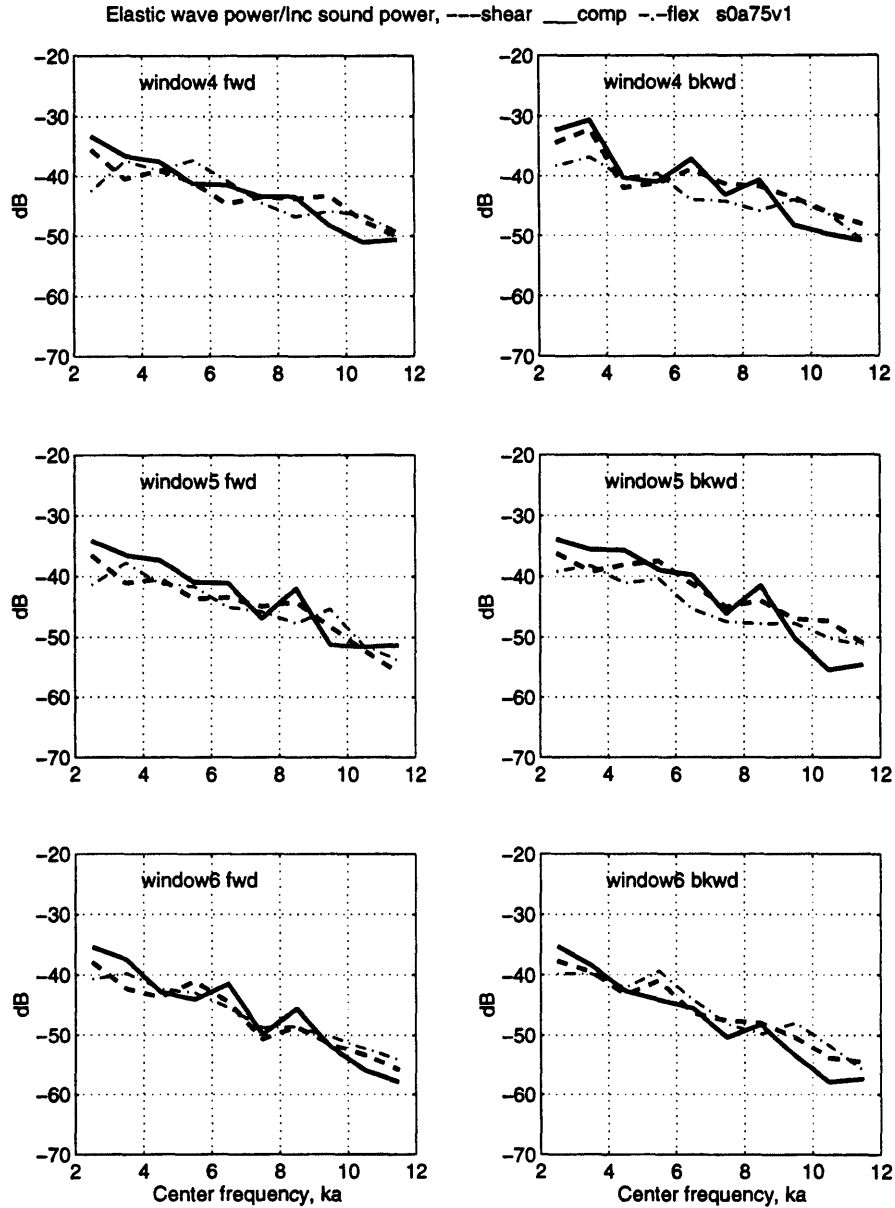 Elastic wave power/Inc sound power, ---shear ___comp -.-flex s0a75v1
window4 fwd
dB
-20
-30
-40
-50
-60
-70
2 4 6 8 10 12
window4 bkwd
dB
-20
-30
-40
-50
-60
-70
2 4 6 8 10 12
window5 fwd
dB
-20
-30
-40
-50
-60
-70
2 4 6 8 10 12
window5 bkwd
dB
-20
-30
-40
-50
-60
-70
2 4 6 8 10 12
window6 fwd
dB
-20
-30
-40
-50
-60
-70
2 4 6 8 10 12
Center frequency, ka
window6 bkwd
dB
-20
-30
-40
-50
-60
-70
2 4 6 8 10 12
Center frequency, ka